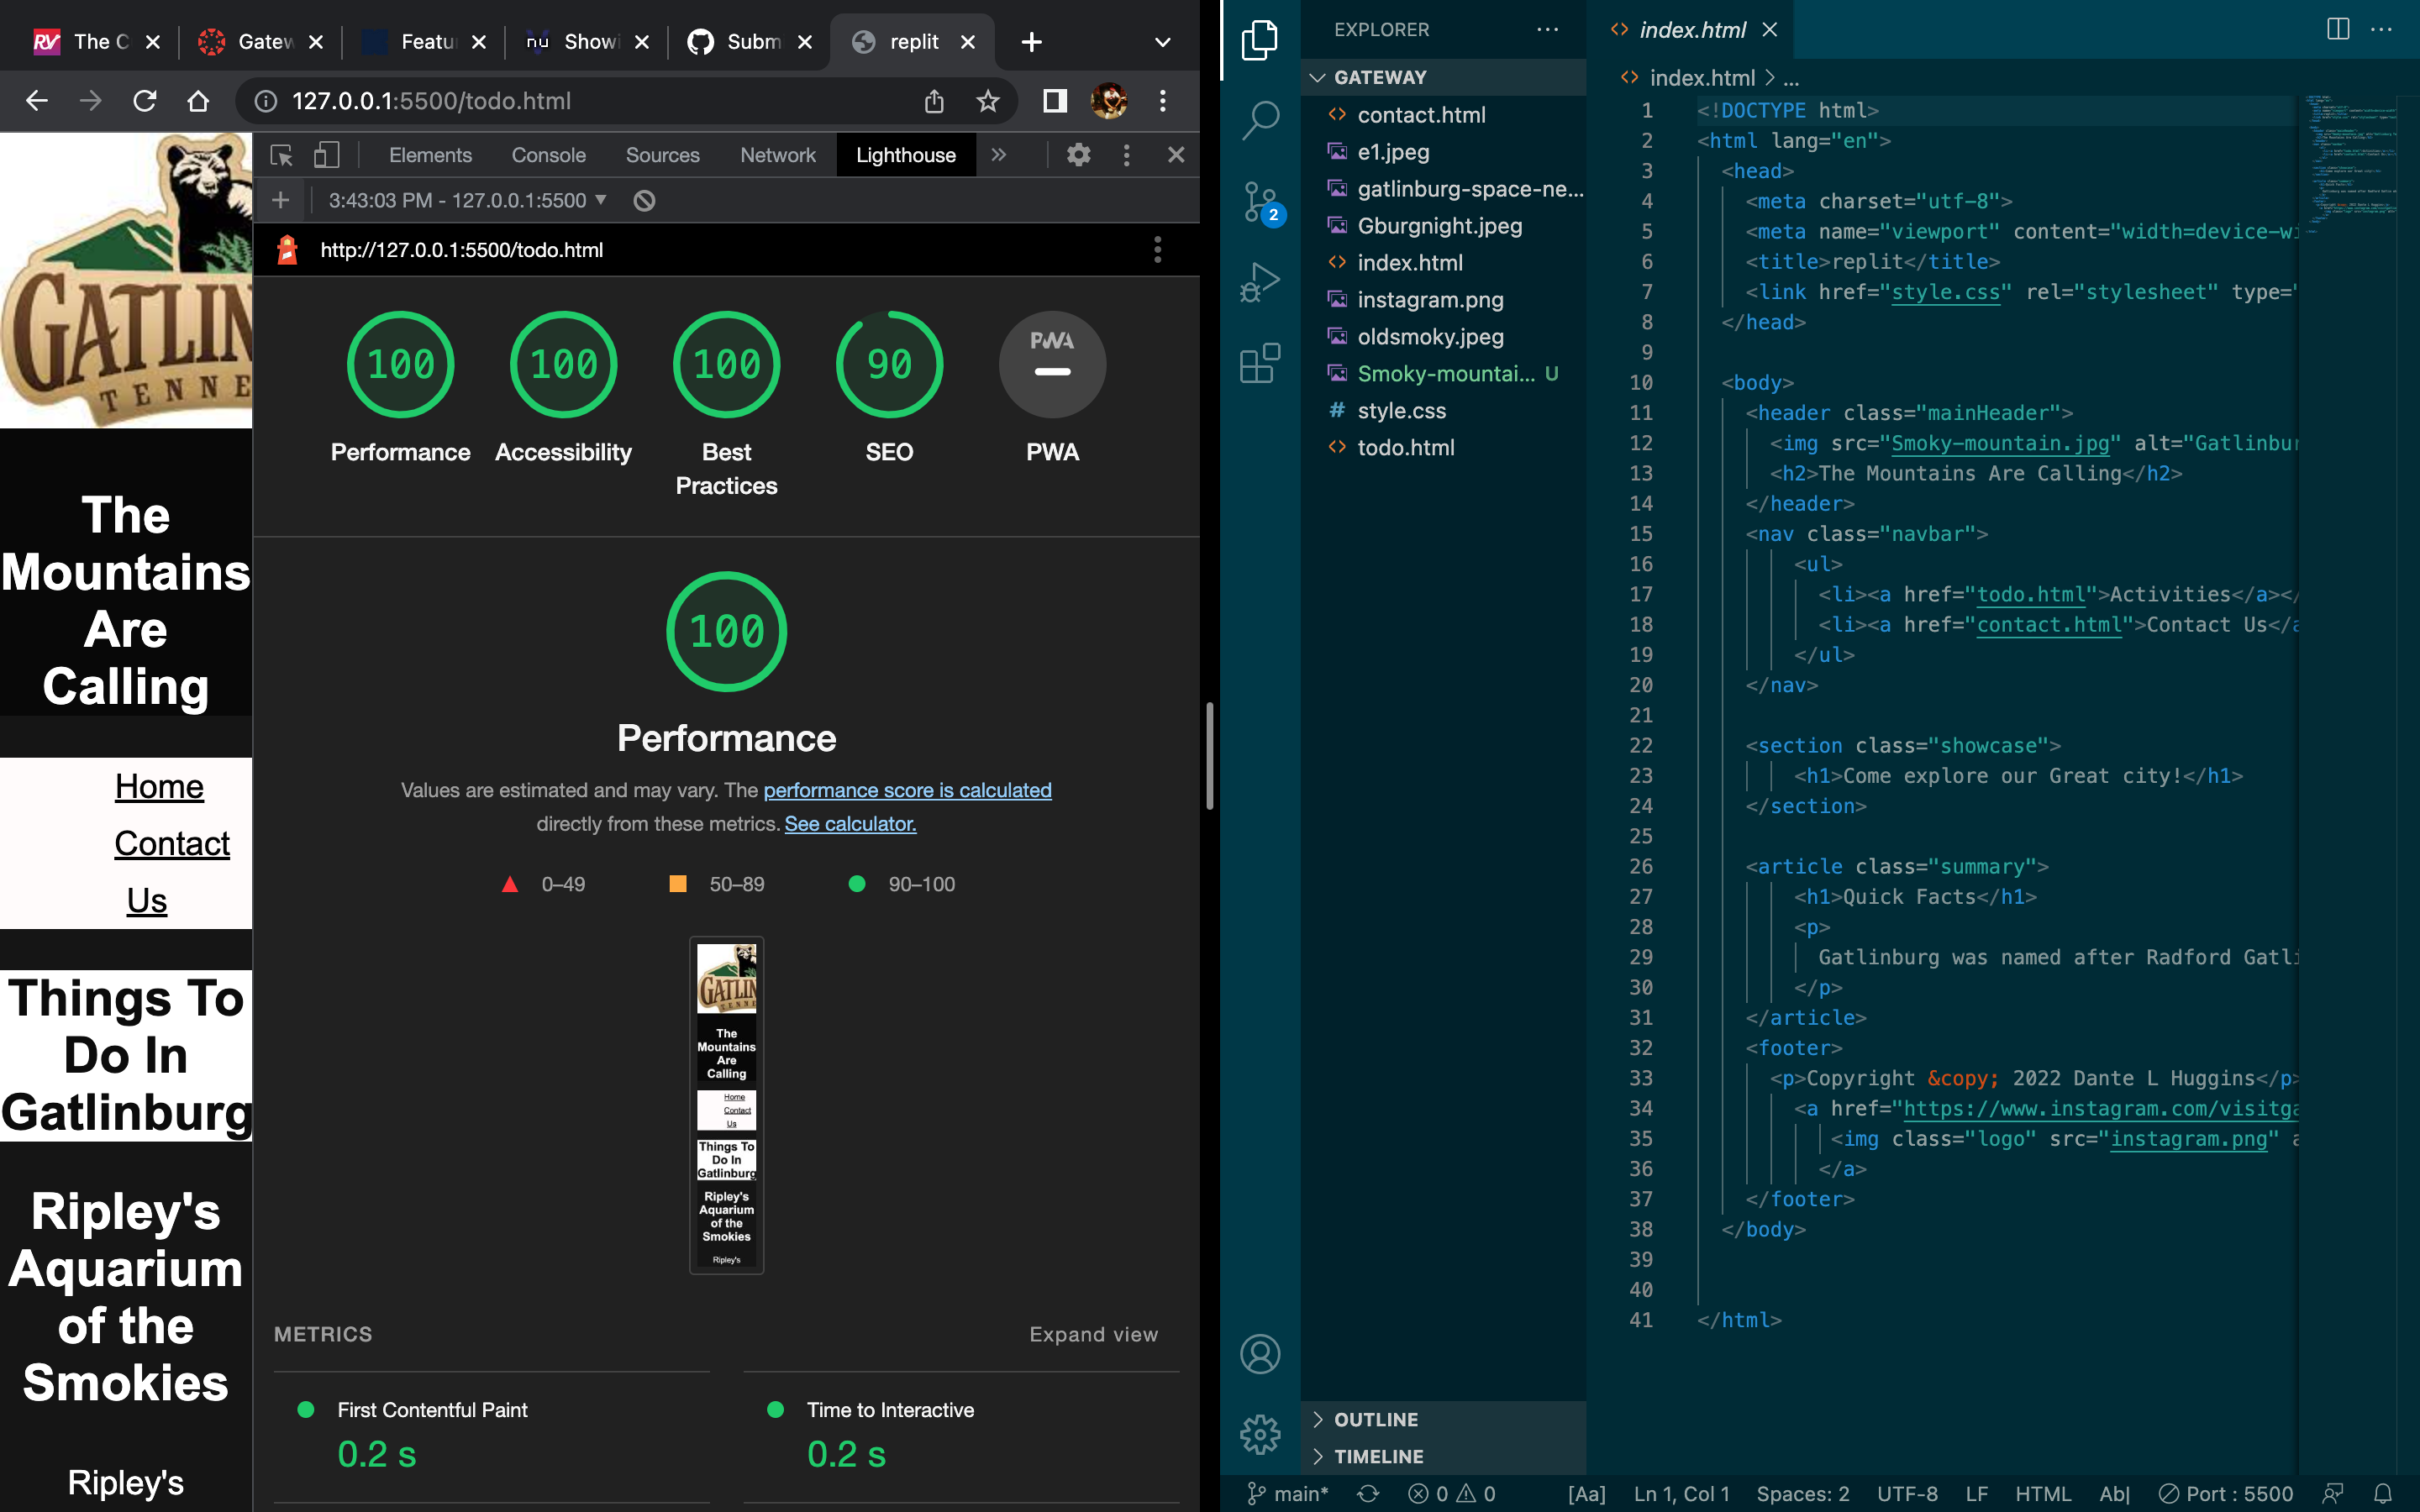 The C
Gatew
Featu
Showi
Subm
replit
127.0.0.1:5500/todo.html
GATLIN
TENNE
The
Mountains
Are
Calling
Home
Contact
Us
Things To
Do In
Gatlinburg
Ripley's
Aquarium
of the
Smokies
Ripley's
Elements
Console
Sources
Network
Lighthouse
3:43:03 PM - 127.0.0.1:5500
http://127.0.0.1:5500/todo.html
100
100
100
90
PWA
Performance
Accessibility
Best
Practices
SEO
PWA
100
Performance
Values are estimated and may vary. The performance score is calculated
directly from these metrics. See calculator.
0–49
50–89
90–100
GATLIN
TENNE
The
Mountains
Are
Calling
Home
Contact
Us
Things To
Do In
Gatlinburg
Ripley's
Aquarium
of the
Smokies
Ripley's
METRICS
Expand view
First Contentful Paint
0.2 s
Time to Interactive
0.2 s
2
EXPLORER
GATEWAY
contact.html
e1.jpeg
gatlinburg-space-ne...
Gburgnight.jpeg
index.html
instagram.png
oldsmoky.jpeg
Smoky-mountai... U
style.css
todo.html
OUTLINE
TIMELINE
index.html
index.html > ...
1 <!DOCTYPE html>
2 <html lang="en">
3 <head>
4 <meta charset="utf-8">
5 <meta name="viewport" content="width=device-wi
6 <title>replit</title>
7 <link href="style.css" rel="stylesheet" type="
8 </head>
9
10 <body>
11 <header class="mainHeader">
12 <img src="Smoky-mountain.jpg" alt="Gatlinbur
13 <h2>The Mountains Are Calling</h2>
14 </header>
15 <nav class="navbar">
16 <ul>
17 <li><a href="todo.html">Activities</a></
18 <li><a href="contact.html">Contact Us</a
19 </ul>
20 </nav>
21
22 <section class="showcase">
23 <h1>Come explore our Great city!</h1>
24 </section>
25
26 <article class="summary">
27 <h1>Quick Facts</h1>
28 <p>
29 Gatlinburg was named after Radford Gatli
30 </p>
31 </article>
32 <footer>
33 <p>Copyright &copy; 2022 Dante L Huggins</p>
34 <a href="https://www.instagram.com/visitga
35 <img class="logo" src="instagram.png" a
36 </a>
37 </footer>
38 </body>
39
40
41 </html>
main*
0
0
[Aa]
Ln 1, Col 1
Spaces: 2
UTF-8
LF
HTML
Ab|
Port : 5500